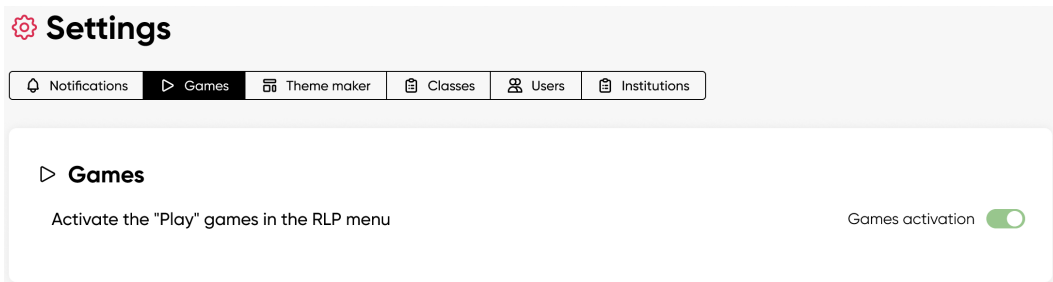 Settings
Notifications Games Theme maker Classes Users Institutions
Games
Activate the "Play" games in the RLP menu Games activation